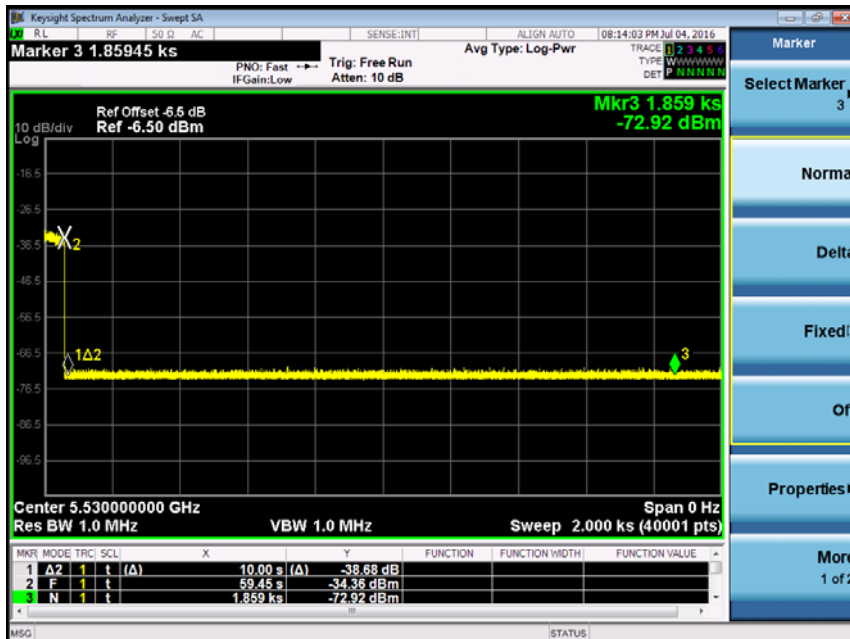 Keysight Spectrum Analyzer - Swept SA
RL RF 50 Ω AC SENSE:INT ALIGN AUTO 08:14:03 PM Jul 04, 2016
Marker 3 1.85945 ks
PNO: Fast
IFGain:Low
Trig: Free Run
Atten: 10 dB
Avg Type: Log-Pwr
TRACE 1 2 3 4 5 6
TYPE WWWWWW
DET P N N N N N
Mkr3 1.859 ks
-72.92 dBm
Ref Offset -6.5 dB
10 dB/div Ref -6.50 dBm
Log
-16.5
-26.5
-36.5
-46.5
-56.5
-66.5
-76.5
-86.5
-96.5
2
1Δ2
3
Center 5.530000000 GHz Span 0 Hz
Res BW 1.0 MHz VBW 1.0 MHz Sweep 2.000 ks (40001 pts)
MKR MODE TRC SCL X Y FUNCTION FUNCTION WIDTH FUNCTION VALUE
1 Δ2 1 t (Δ) 10.00 s (Δ) -38.68 dB
2 F 1 t 59.45 s -34.36 dBm
3 N 1 t 1.859 ks -72.92 dBm
MSG STATUS
Marker
Select Marker
3
Norma
Delta
Fixed
Of
Properties
More
1 of 2